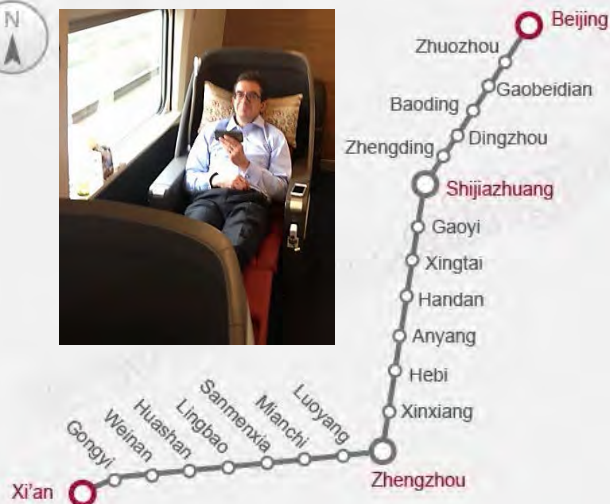 N
Beijing
Zhuozhou
Gaobeidian
Baoding
Dingzhou
Zhengding
Shijiazhuang
Gaoyi
Xingtai
Handan
Anyang
Hebi
Xinxiang
Zhengzhou
Luoyang
Mianchi
Sanmenxia
Lingbao
Huashan
Weinan
Gongyi
Xi'an